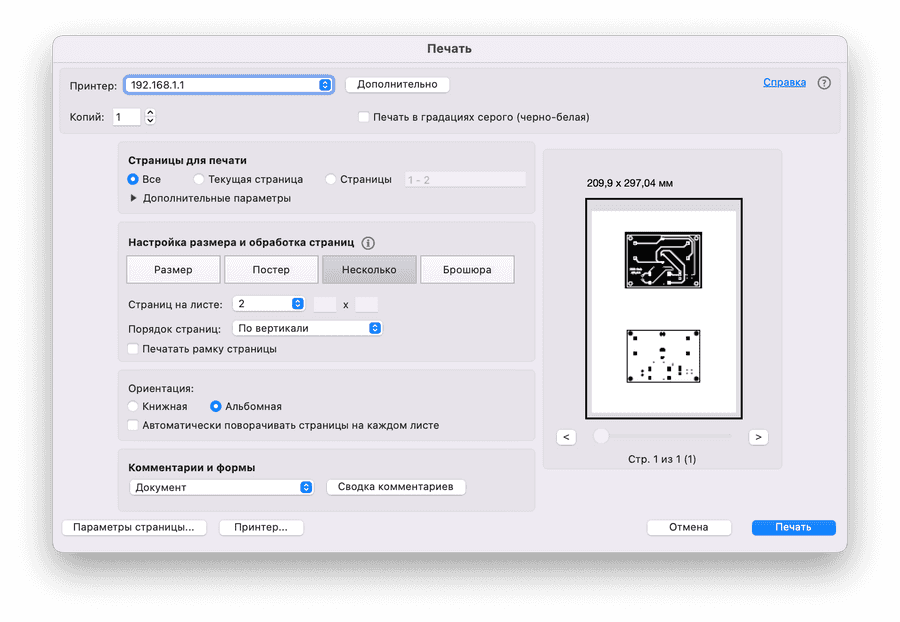 Печать
Принтер: 192.168.1.1 Дополнительно Справка ?
Копий: 1 Печать в градациях серого (черно-белая)
Страницы для печати
Все Текущая страница Страницы 1 - 2
Дополнительные параметры
Настройка размера и обработка страниц i
Размер Постер Несколько Брошюра
Страниц на листе: 2 x
Порядок страниц: По вертикали
Печатать рамку страницы
Ориентация:
Книжная Альбомная
Автоматически поворачивать страницы на каждом листе
Комментарии и формы
Документ Сводка комментариев
209,9 x 297,04 мм
< >
Стр. 1 из 1 (1)
Параметры страницы... Принтер... Отмена Печать